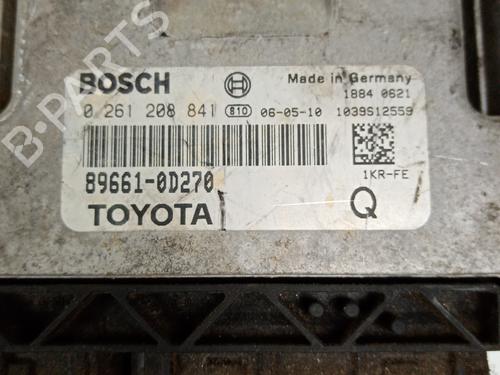 B-PARTS
BOSCH Made in Germany
1884 0621
0 261 208 841 810 06-05-10 1039S12559
89661-0D270 1KR-FE
TOYOTA Q